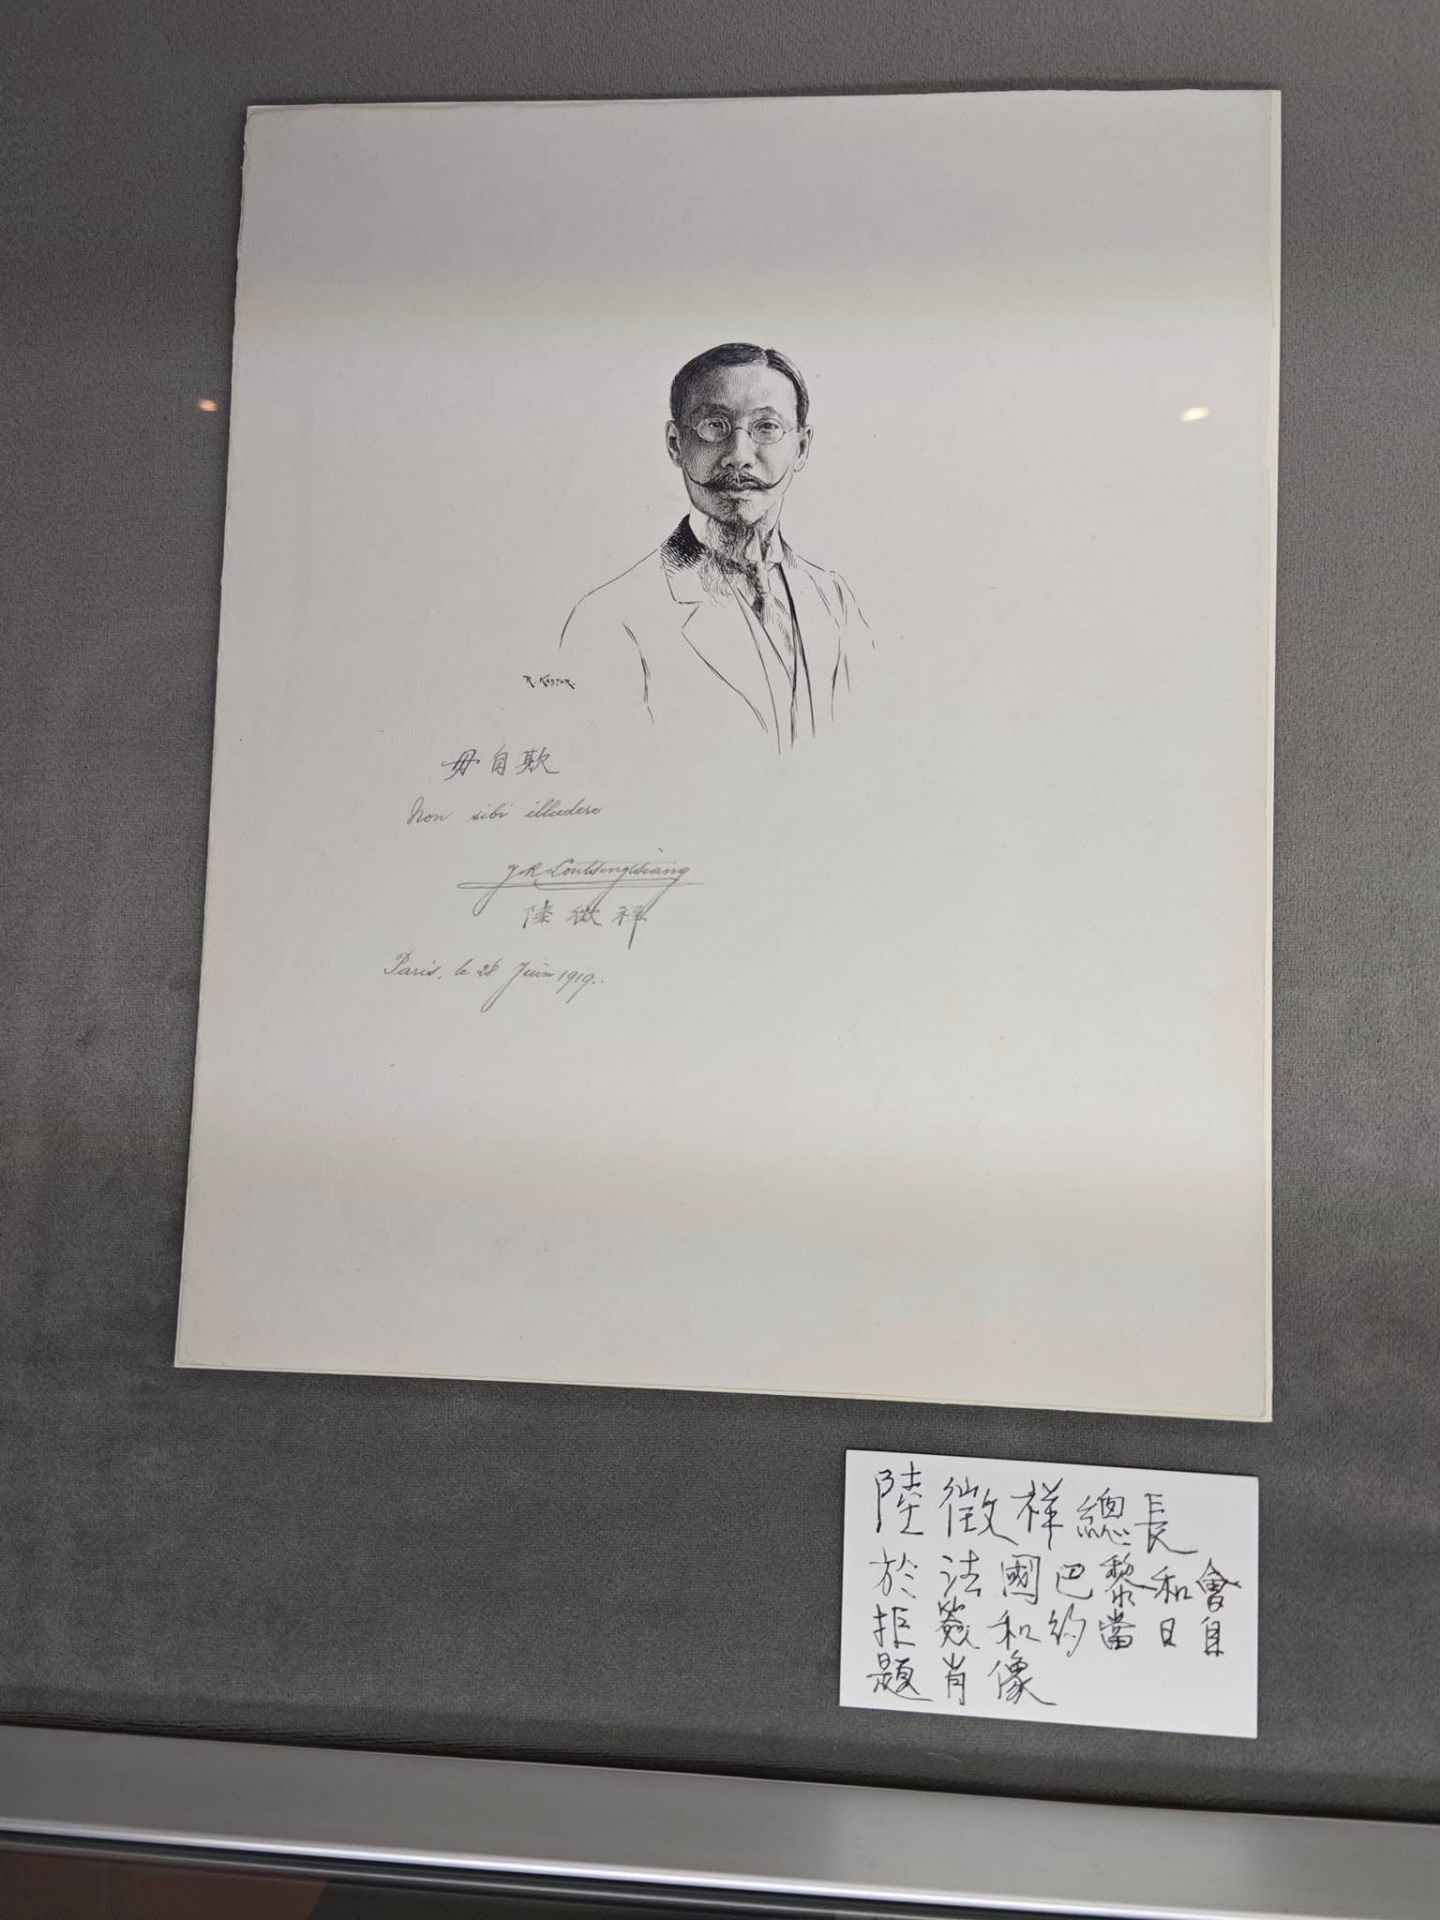 R. KASTOR.
毋自欺
Non sibi illudere
J. R. Loutsengtsiang
陸徵祥
Paris, le 28 Juin 1919.
陸徵祥總長
於法國巴黎和會
拒簽和約當日自
題肖像